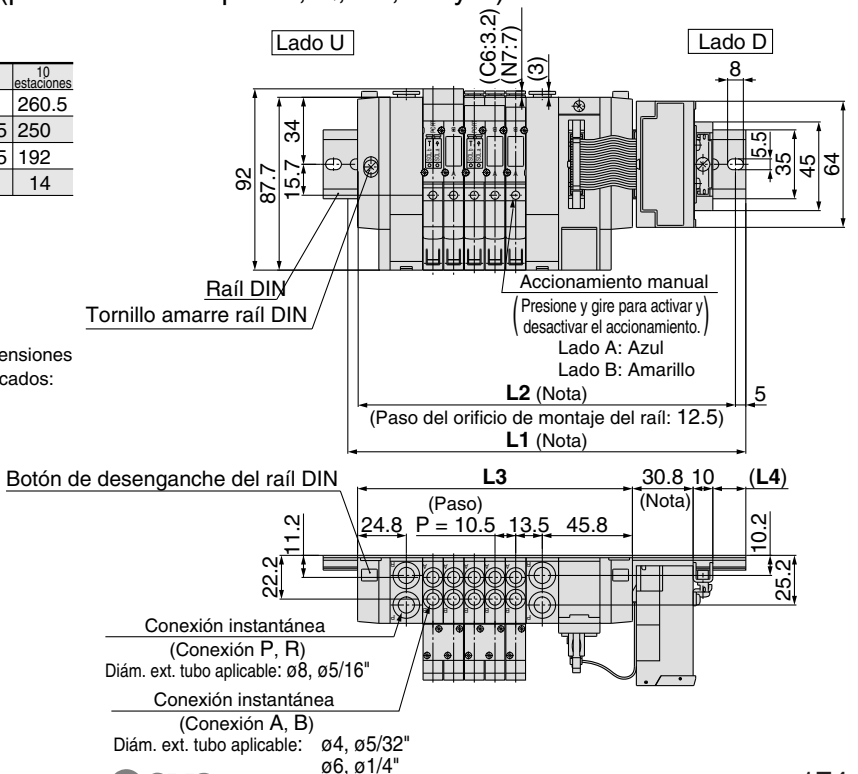 Lado U
Lado D
10
estaciones
260.5
5 250
5 192
14
(C6:3.2)
(N7:7)
(3)
8
34
15.7
92
87.7
5.5
35
45
64
Raíl DIN
Tornillo amarre raíl DIN
Accionamiento manual
(Presione y gire para activar y
desactivar el accionamiento.)
Lado A: Azul
Lado B: Amarillo
ensiones
cados:
L2 (Nota)
5
(Paso del orificio de montaje del raíl: 12.5)
L1 (Nota)
Botón de desenganche del raíl DIN
L3
30.8
10
(L4)
(Paso)
(Nota)
24.8
P = 10.5
13.5
45.8
11.2
22.2
10.2
25.2
Conexión instantánea
(Conexión P, R)
Diám. ext. tubo aplicable: ø8, ø5/16"
Conexión instantánea
(Conexión A, B)
Diám. ext. tubo aplicable: ø4, ø5/32"
ø6, ø1/4"